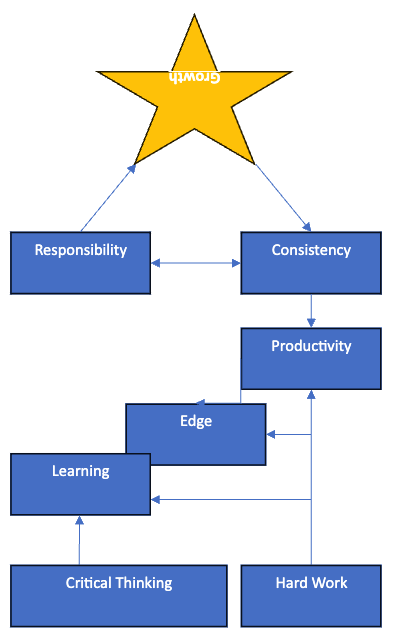 Growth
Responsibility
Consistency
Productivity
Edge
Learning
Critical Thinking
Hard Work